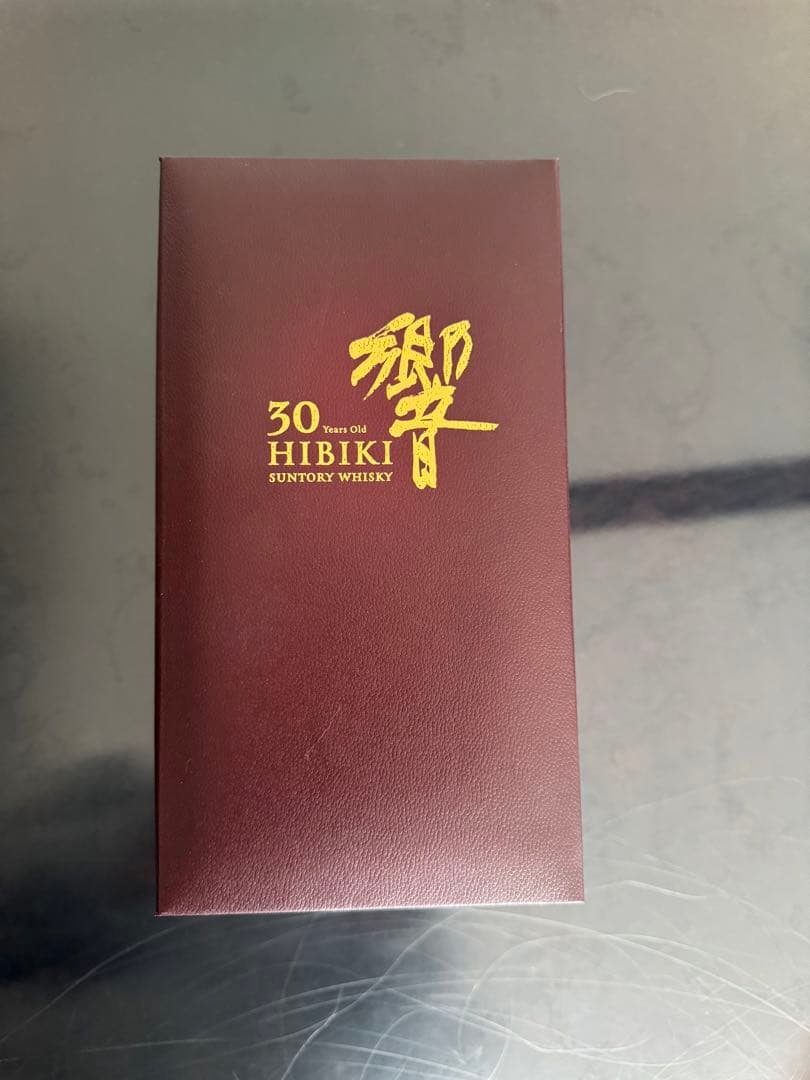 響
30 Years Old
HIBIKI
SUNTORY WHISKY